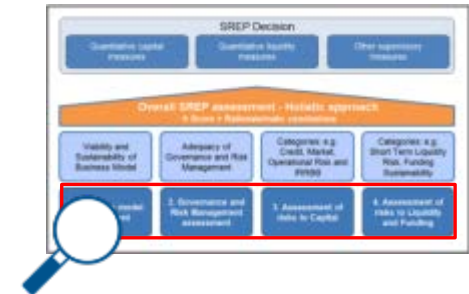 SREP Decision
Quantitative capital
measures
Quantitative liquidity
measures
Other supervisory
measures
Overall SREP assessment - Holistic approach
Viability and
Sustainability of
Business Model
Adequacy of
Governance and Risk
Management
Categories: e.g.
Credit, Market,
Operational Risk and
IRRBB
Categories: e.g.
Short Term Liquidity
Risk, Funding
Sustainability
model
2. Governance and
Risk Management
assessment
3. Assessment of
risks to Capital
4. Assessment of
risks to Liquidity
and Funding